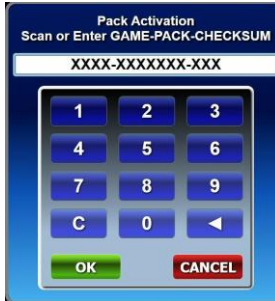 Pack Activation
Scan or Enter GAME-PACK-CHECKSUM
XXXX-XXXXXXX-XXX
1 2 3
4 5 6
7 8 9
C 0 ◄
OK CANCEL